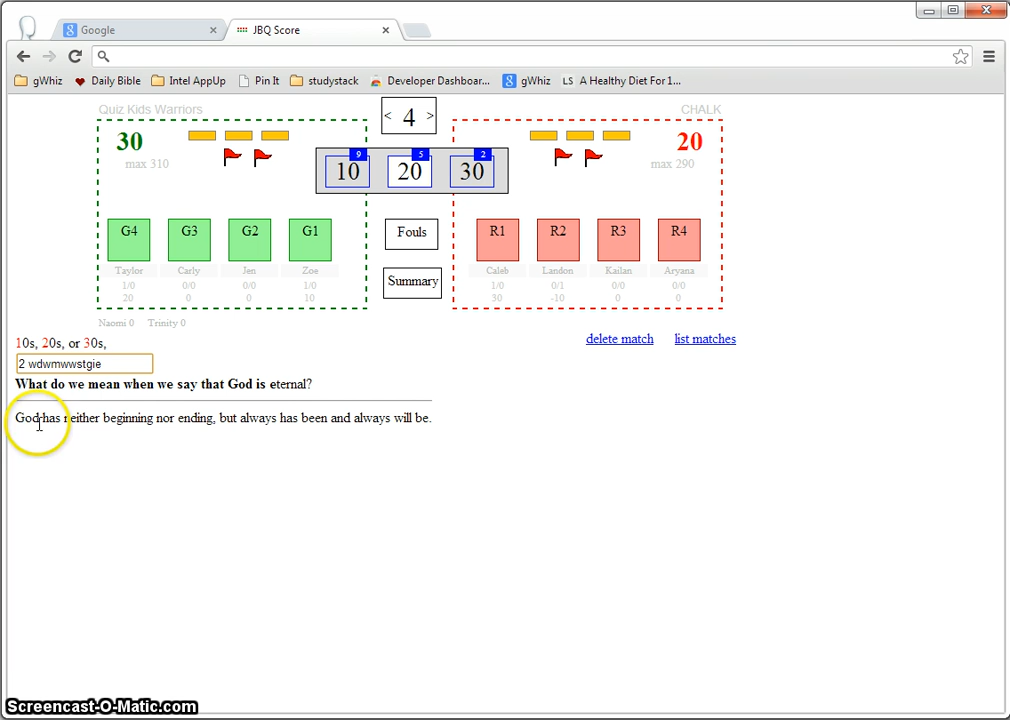 Google
JBQ Score
gWhiz Daily Bible Intel AppUp Pin It studystack Developer Dashboar... gWhiz LS A Healthy Diet For 1...
Quiz Kids Warriors < 4 > CHALK
30 20
max 310 max 290
9 5 2
10 20 30
G4 G3 G2 G1 Fouls R1 R2 R3 R4
Taylor Carly Jen Zoe Caleb Landon Kailan Aryana
Summary
1/0 0/0 0/0 1/0 1/0 0/1 0/0 0/0
20 0 0 10 30 -10 0 0
Naomi 0 Trinity 0
10s, 20s, or 30s, delete match list matches
2 wdwmwwstgie
What do we mean when we say that God is eternal?
God has neither beginning nor ending, but always has been and always will be.
Screencast-O-Matic.com